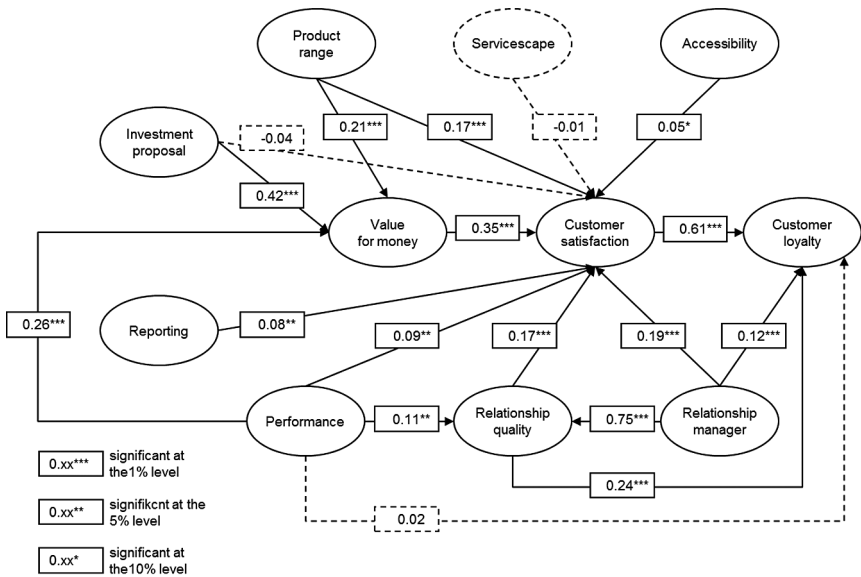 Product
range
Servicescape
Accessibility
Investment
proposal
-0.04
0.21***
0.17***
-0.01
0.05*
0.42***
Value
for money
0.35***
Customer
satisfaction
0.61***
Customer
loyalty
0.26***
Reporting
0.08**
0.09**
0.17***
0.19***
0.12***
Performance
0.11**
Relationship
quality
0.75***
Relationship
manager
0.24***
0.02
0.xx***
significant at
the1% level
0.xx**
signifikcnt at the
5% level
0.xx*
significant at
the10% level